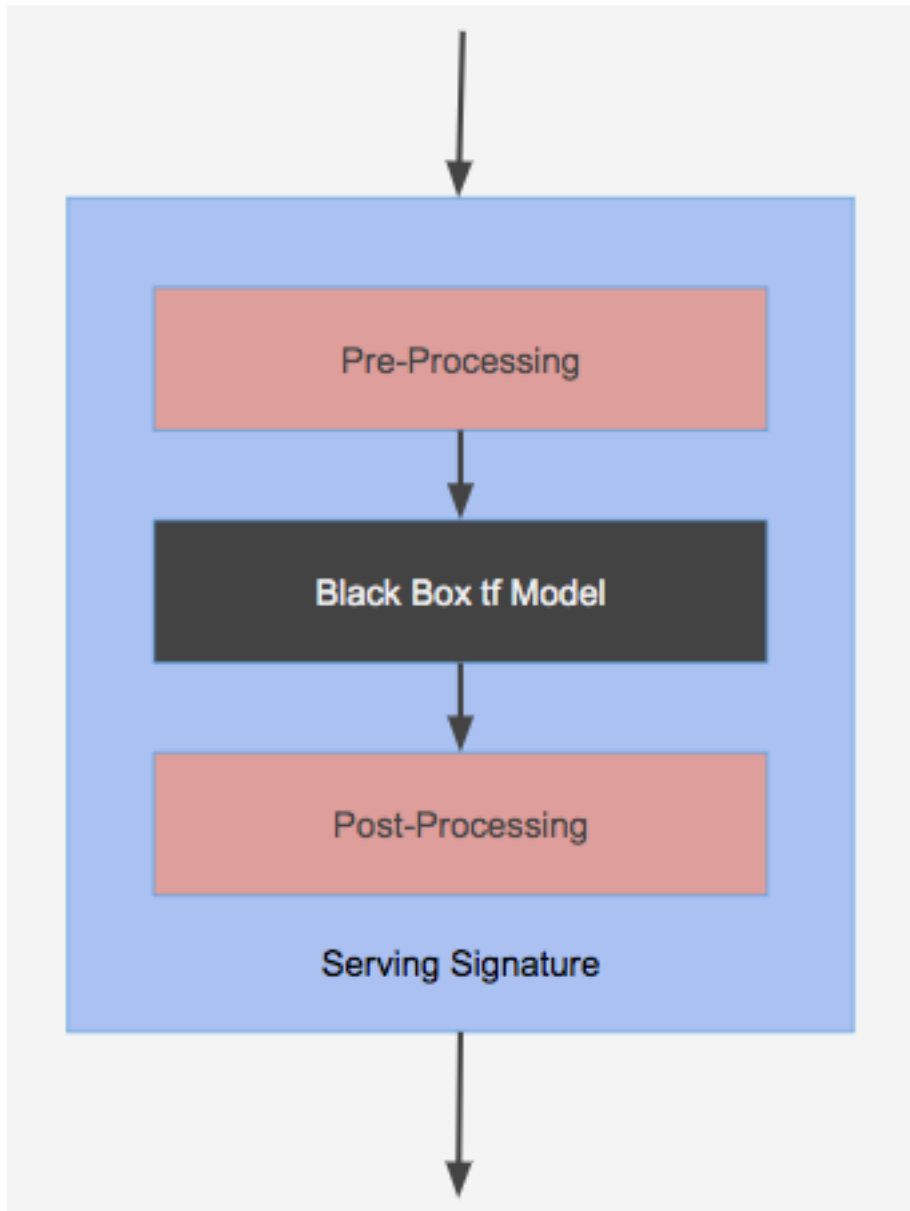 Pre-Processing
Black Box tf Model
Post-Processing
Serving Signature